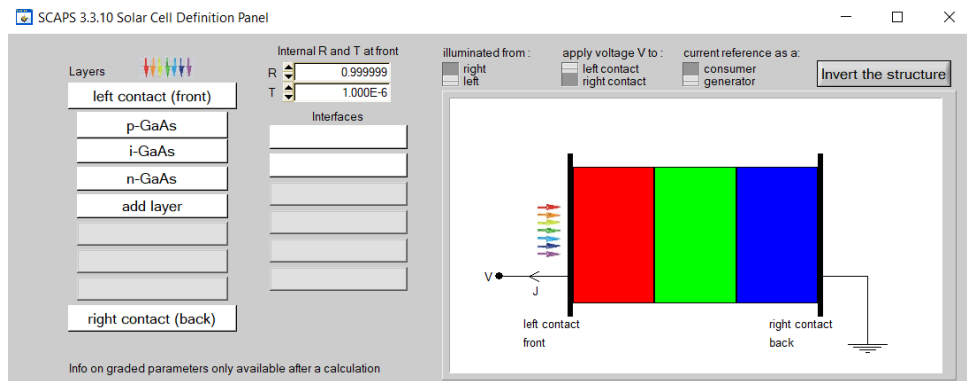 SCAPS 3.3.10 Solar Cell Definition Panel
Layers
left contact (front)
p-GaAs
i-GaAs
n-GaAs
add layer
right contact (back)
Info on graded parameters only available after a calculation
Internal R and T at front
R 0.999999
T 1.000E-6
Interfaces
illuminated from :
right
left
apply voltage V to :
left contact
right contact
current reference as a:
consumer
generator
Invert the structure
V
J
left contact
front
right contact
back